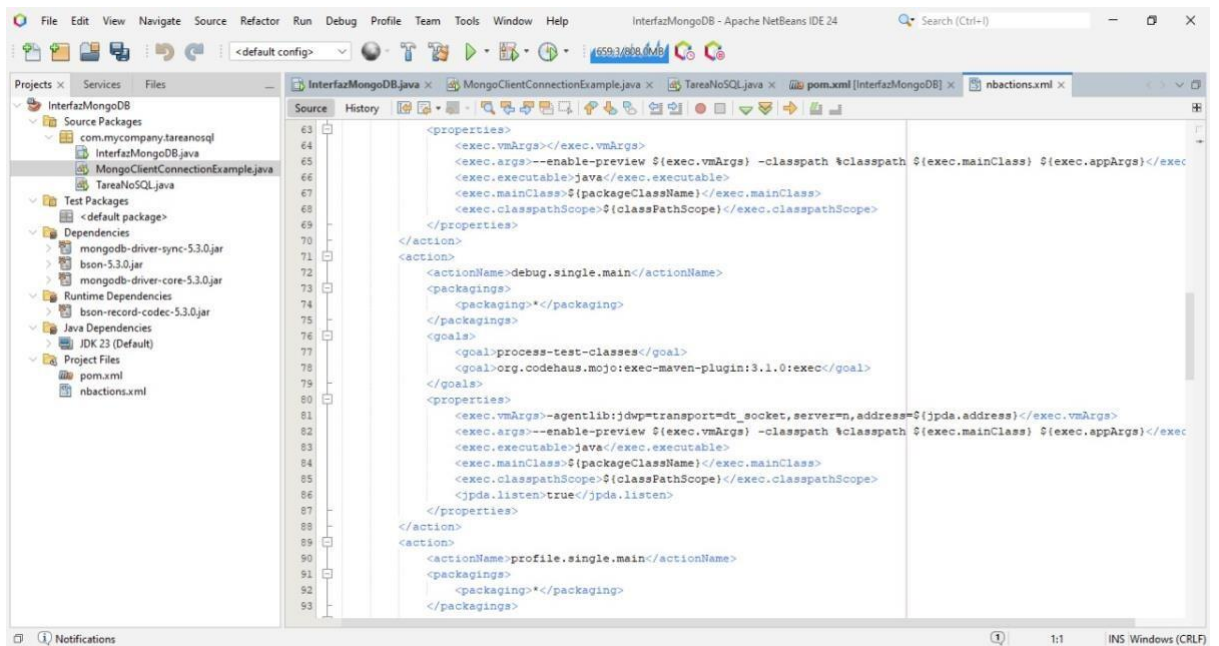 File Edit View Navigate Source Refactor Run Debug Profile Team Tools Window Help
InterfazMongoDB - Apache NetBeans IDE 24
Search (Ctrl+I)
<default config>
659.3/808.0MB
Projects Services Files
InterfazMongoDB.java MongoClientConnectionExample.java TareaNoSQL.java pom.xml [InterfazMongoDB] nbactions.xml
Source History
InterfazMongoDB
Source Packages
com.mycompany.tareanosql
InterfazMongoDB.java
MongoClientConnectionExample.java
TareaNoSQL.java
Test Packages
<default package>
Dependencies
mongodb-driver-sync-5.3.0.jar
bson-5.3.0.jar
mongodb-driver-core-5.3.0.jar
Runtime Dependencies
bson-record-codec-5.3.0.jar
Java Dependencies
JDK 23 (Default)
Project Files
pom.xml
nbactions.xml
63 <properties>
64 <exec.vmArgs></exec.vmArgs>
65 <exec.args>--enable-preview ${exec.vmArgs} -classpath %classpath ${exec.mainClass} ${exec.appArgs}</exec
66 <exec.executable>java</exec.executable>
67 <exec.mainClass>${packageClassName}</exec.mainClass>
68 <exec.classpathScope>${classPathScope}</exec.classpathScope>
69 </properties>
70 </action>
71 <action>
72 <actionName>debug.single.main</actionName>
73 <packagings>
74 <packaging>*</packaging>
75 </packagings>
76 <goals>
77 <goal>process-test-classes</goal>
78 <goal>org.codehaus.mojo:exec-maven-plugin:3.1.0:exec</goal>
79 </goals>
80 <properties>
81 <exec.vmArgs>-agentlib:jdwp=transport=dt_socket,server=n,address=${jpda.address}</exec.vmArgs>
82 <exec.args>--enable-preview ${exec.vmArgs} -classpath %classpath ${exec.mainClass} ${exec.appArgs}</exec
83 <exec.executable>java</exec.executable>
84 <exec.mainClass>${packageClassName}</exec.mainClass>
85 <exec.classpathScope>${classPathScope}</exec.classpathScope>
86 <jpda.listen>true</jpda.listen>
87 </properties>
88 </action>
89 <action>
90 <actionName>profile.single.main</actionName>
91 <packagings>
92 <packaging>*</packaging>
93 </packagings>
Notifications
1
1:1
INS Windows (CRLF)